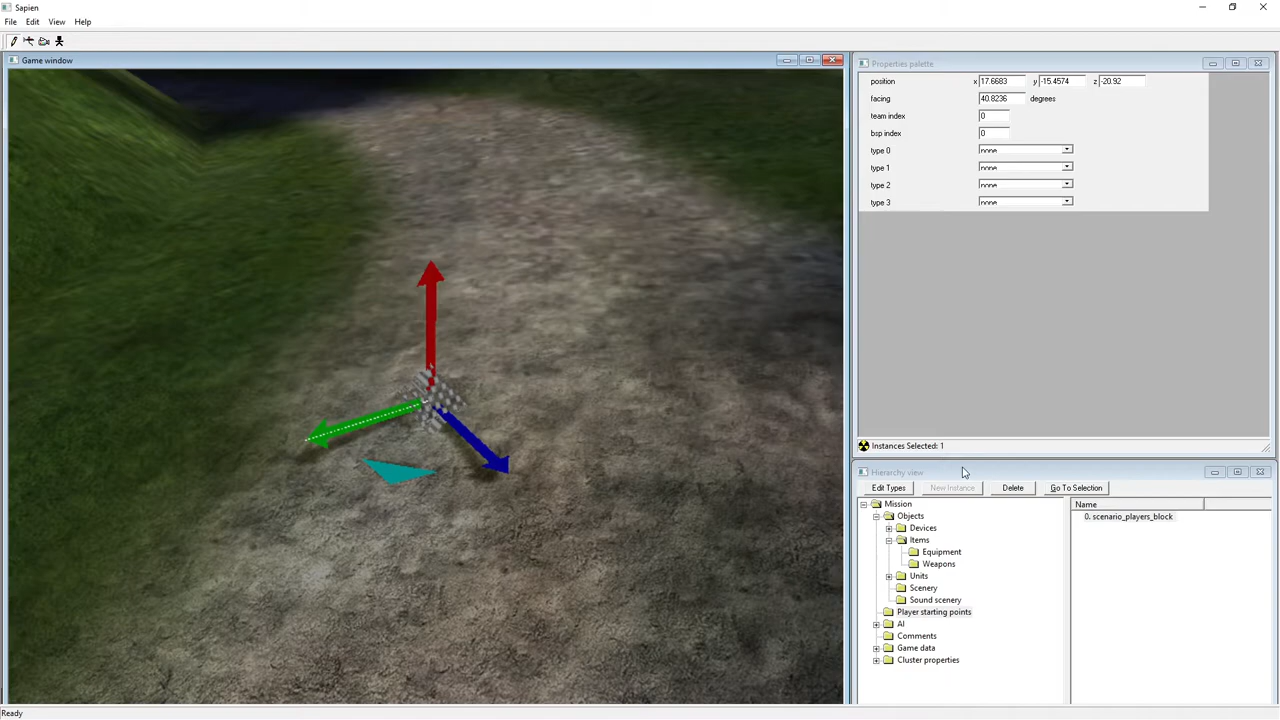 Sapien
File Edit View Help
Game window
Properties palette
position x 17.6683 y -15.4574 z -20.92
facing 40.8236 degrees
team index 0
bsp index 0
type 0 none
type 1 none
type 2 none
type 3 none
Instances Selected: 1
Hierarchy view
Edit Types New Instance Delete Go To Selection
Mission
Objects
Devices
Items
Equipment
Weapons
Units
Scenery
Sound scenery
Player starting points
AI
Comments
Game data
Cluster properties
Name
0. scenario_players_block
Ready